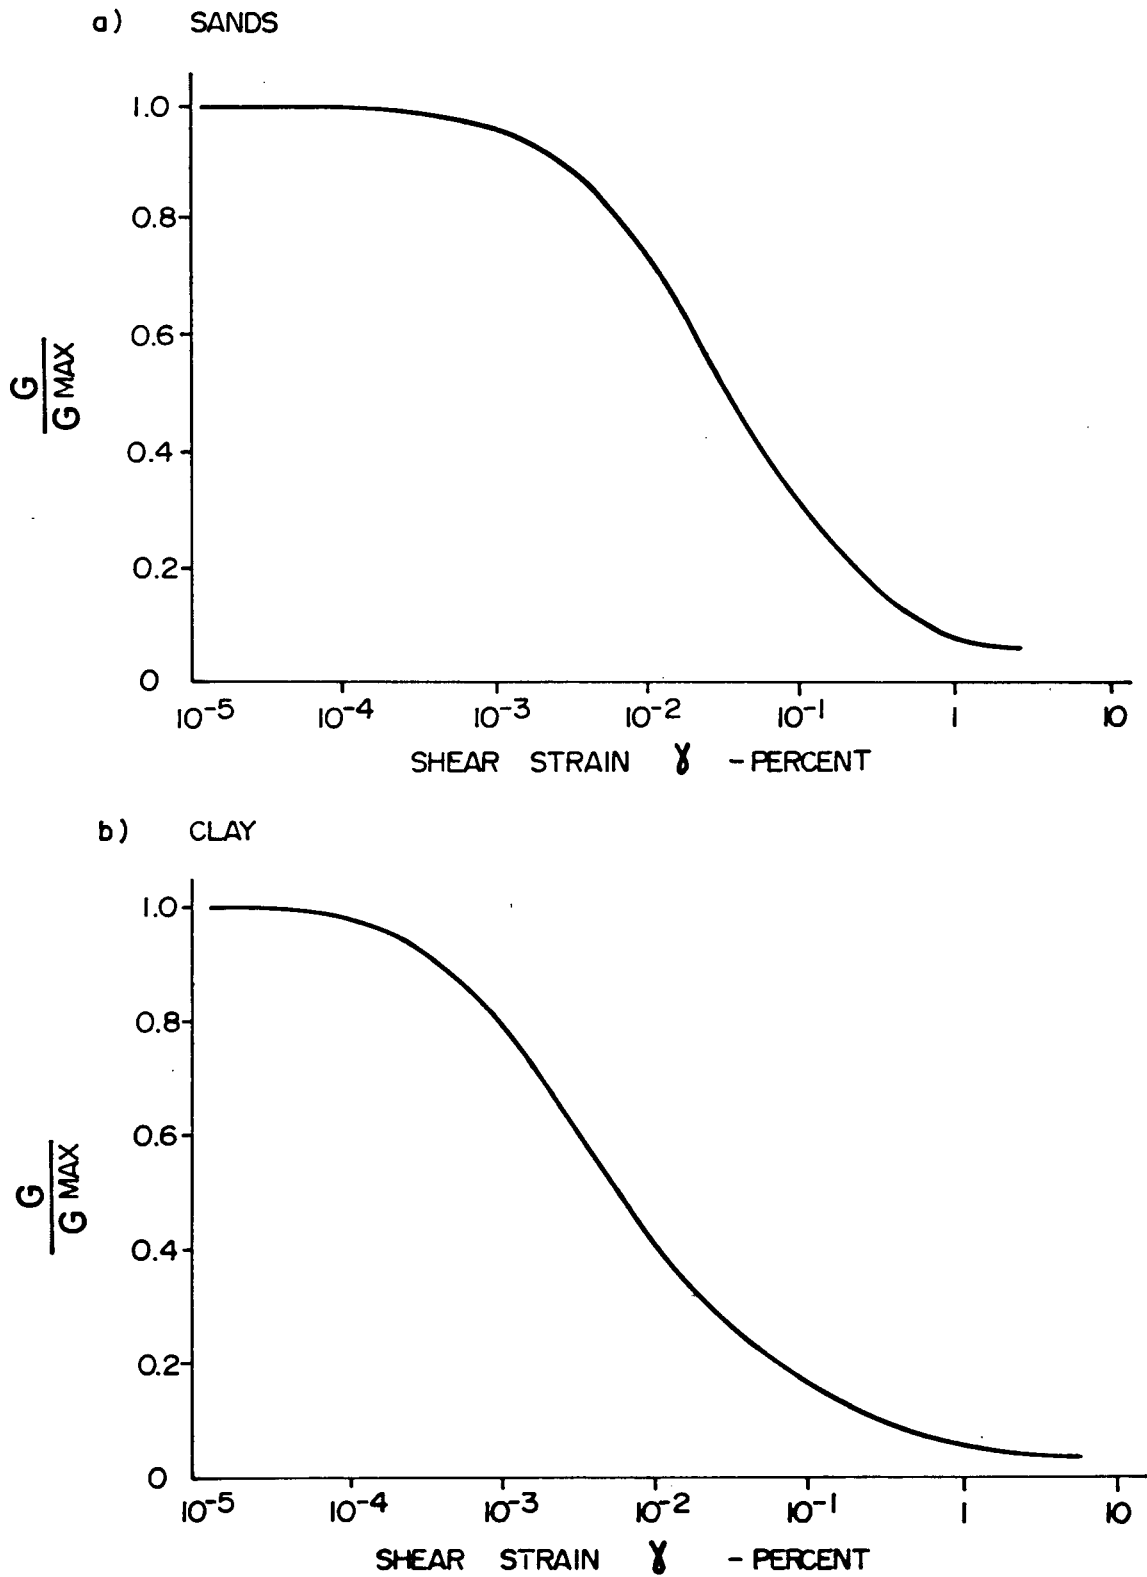 a) SANDS
1.0
0.8
0.6
0.4
0.2
0
G
G MAX
10-5 10-4 10-3 10-2 10-1 1 10
SHEAR STRAIN γ - PERCENT
b) CLAY
1.0
0.8
0.6
0.4
0.2
0
G
G MAX
10-5 10-4 10-3 10-2 10-1 1 10
SHEAR STRAIN γ - PERCENT